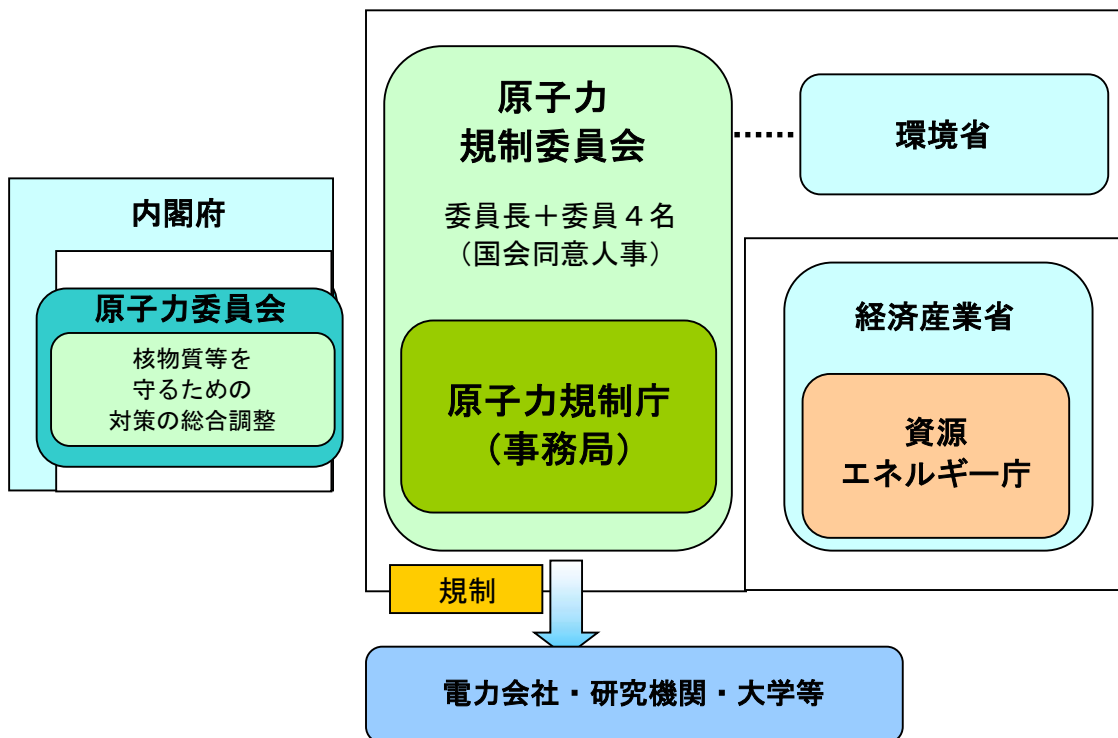 原子力
規制委員会
委員長＋委員４名
（国会同意人事）
原子力規制庁
（事務局）
環境省
内閣府
原子力委員会
核物質等を
守るための
対策の総合調整
経済産業省
資源
エネルギー庁
規制
電力会社・研究機関・大学等